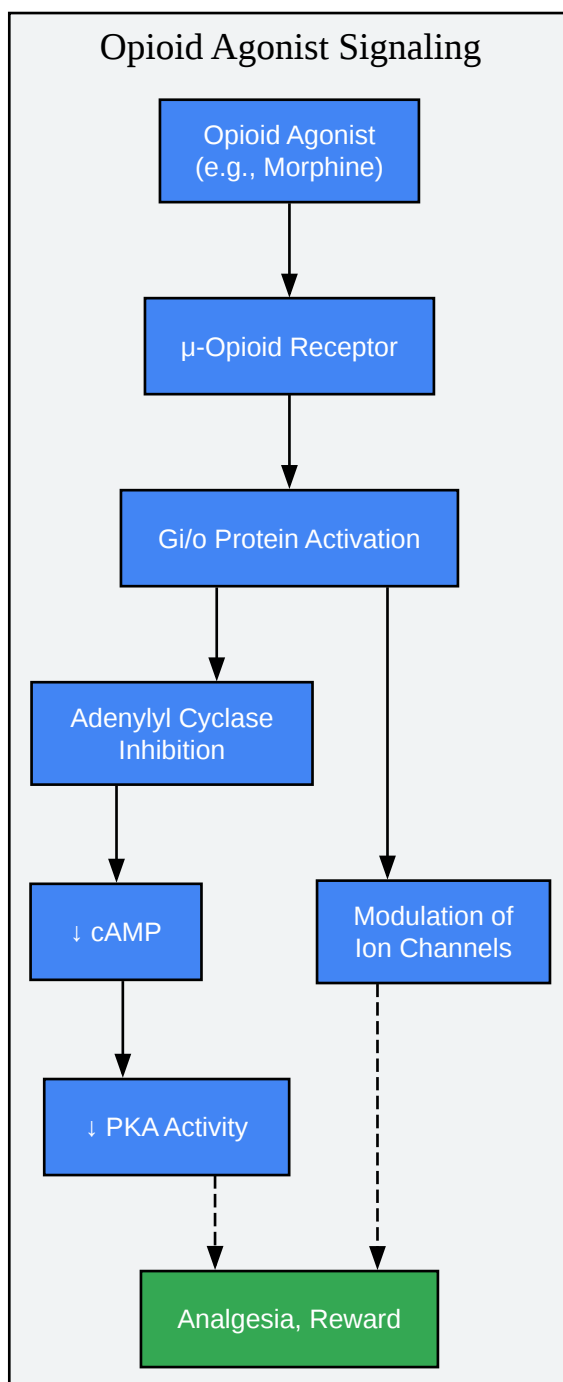 Opioid Agonist Signaling
Opioid Agonist
(e.g., Morphine)
μ-Opioid Receptor
Gi/o Protein Activation
Adenylyl Cyclase
Inhibition
↓ cAMP
Modulation of
Ion Channels
↓ PKA Activity
Analgesia, Reward